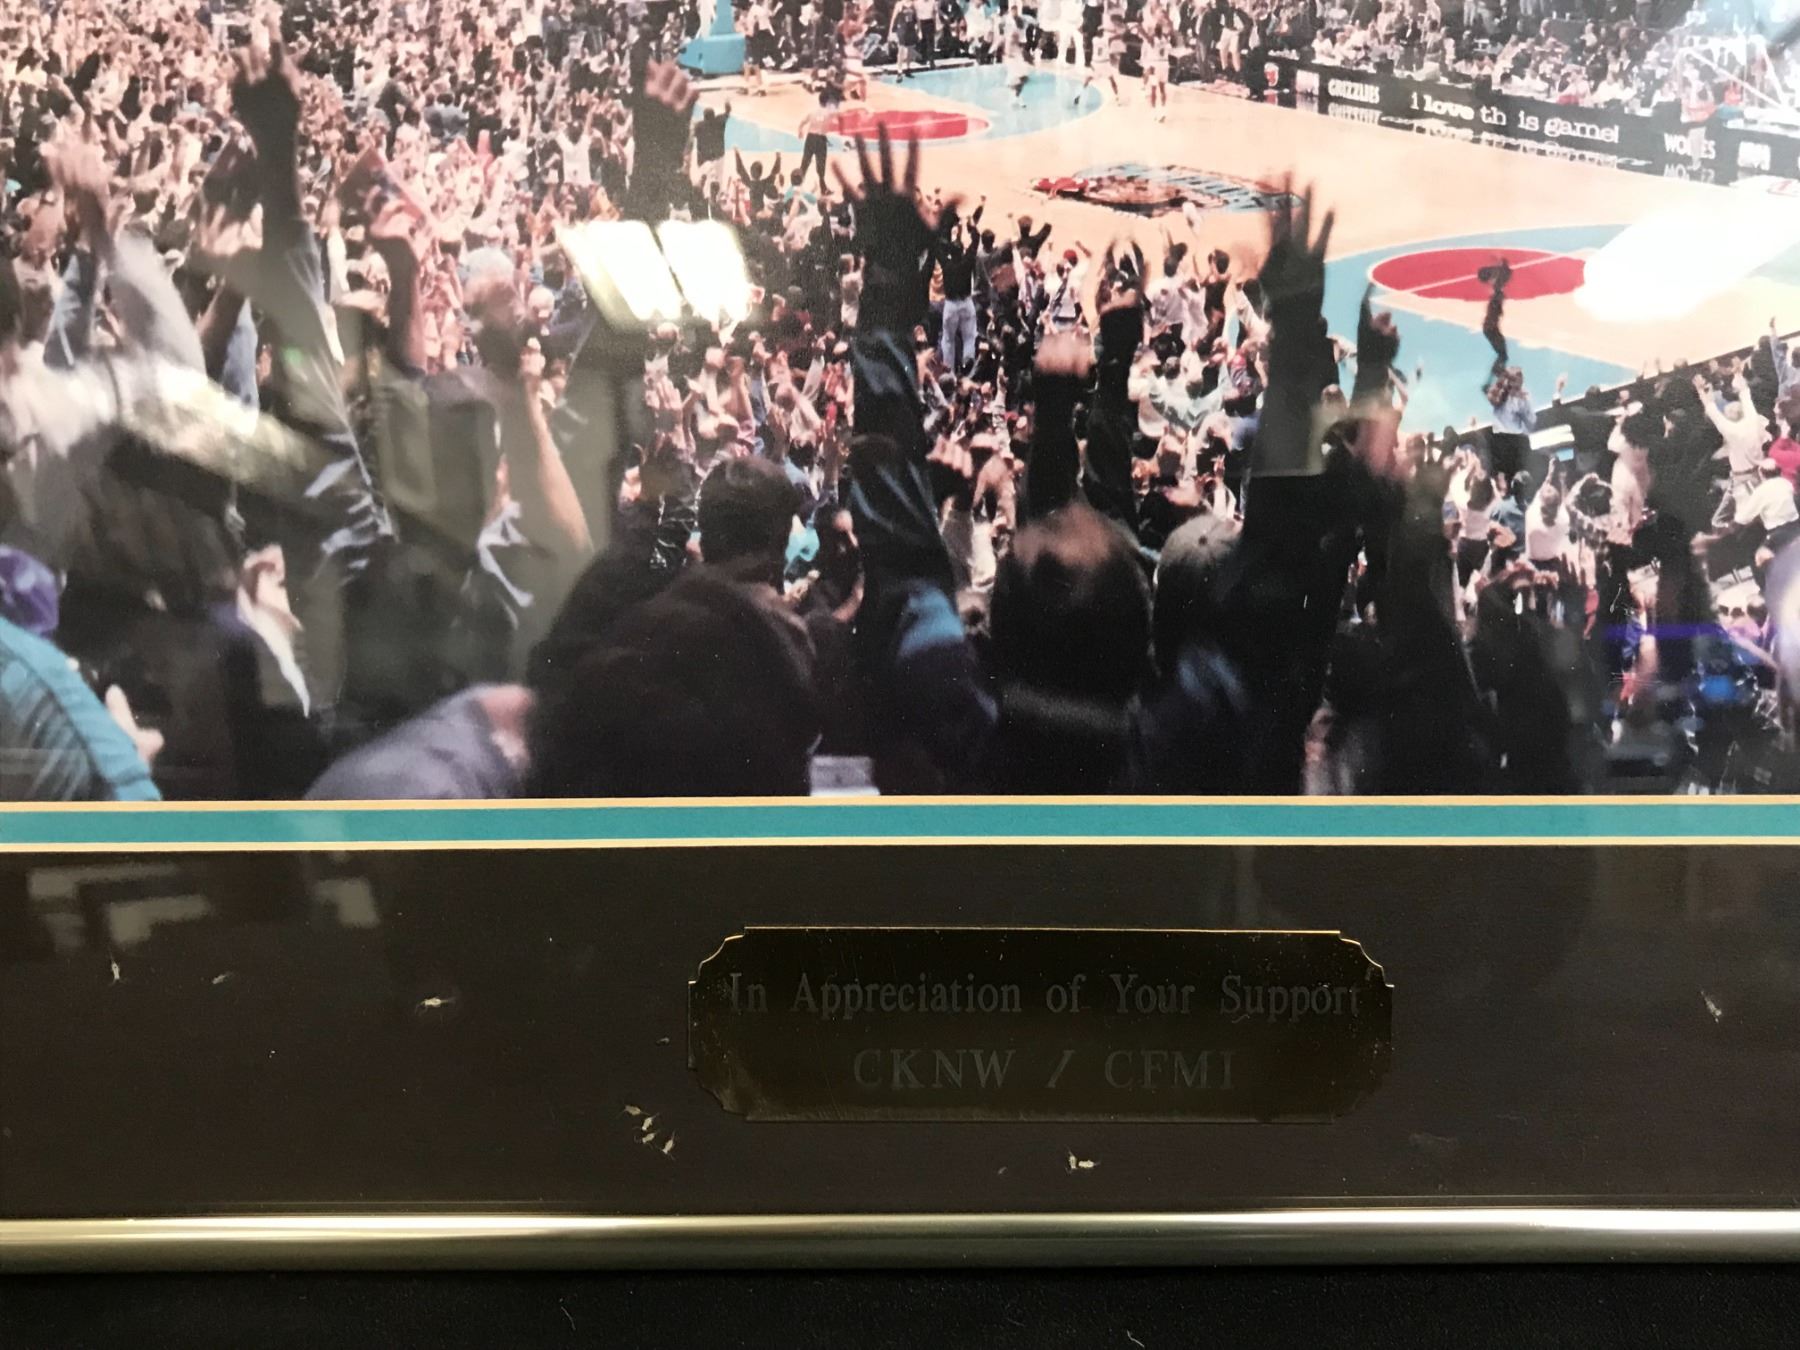 GRIZZLIES
i love th is game!
In Appreciation of Your Support
CKNW / CFMI